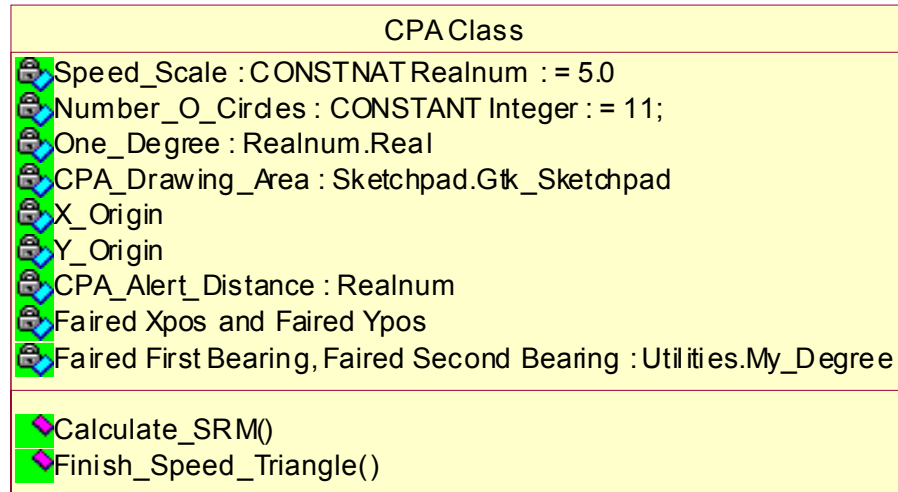 CPA Class
Speed_Scale : CONSTNAT Realnum : = 5.0
Number_O_Circles : CONSTANT Integer : = 11;
One_Degree : Realnum.Real
CPA_Drawing_Area : Sketchpad.Gtk_Sketchpad
X_Origin
Y_Origin
CPA_Alert_Distance : Realnum
Faired Xpos and Faired Ypos
Faired First Bearing, Faired Second Bearing : Utilities.My_Degree
Calculate_SRM()
Finish_Speed_Triangle()